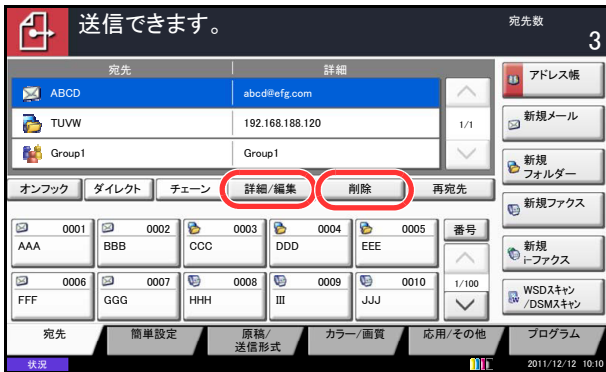 送信できます。
宛先数
3
宛先 詳細
ABCD abcd@efg.com
TUVW 192.168.188.120
1/1
Group1 Group1
オンフック ダイレクト チェーン 詳細/編集 削除 再宛先
0001 0002 0003 0004 0005
AAA BBB CCC DDD EEE
番号
0006 0007 0008 0009 0010
FFF GGG HHH III JJJ
1/100
アドレス帳
新規メール
新規
フォルダー
新規ファクス
新規
i-ファクス
WSDスキャン
/DSMスキャン
宛先 簡単設定 原稿/
送信形式 カラー/画質 応用/その他 プログラム
状況 2011/12/12 10:10